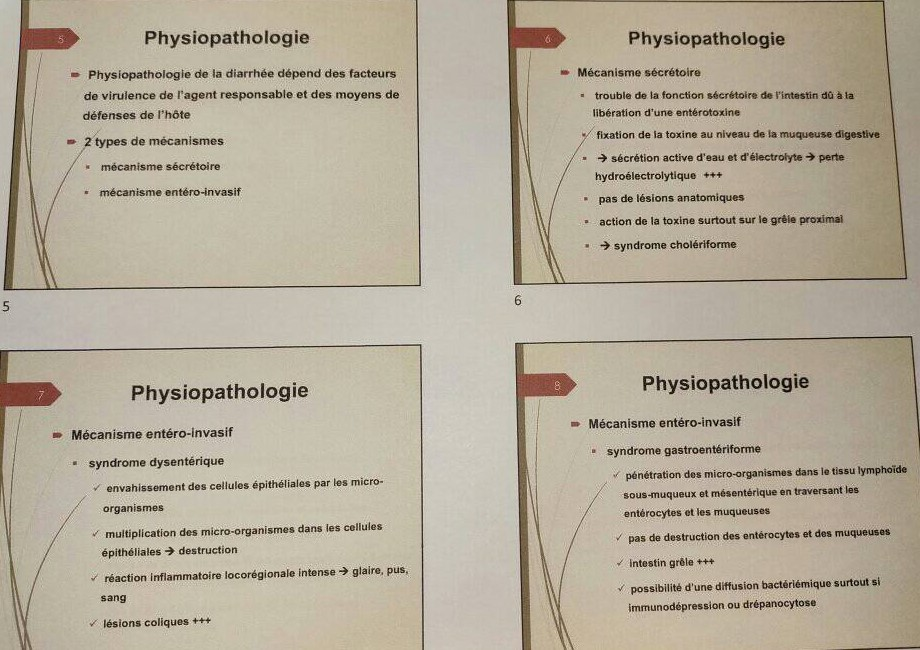 5
Physiopathologie
Physiopathologie de la diarrhée dépend des facteurs
de virulence de l'agent responsable et des moyens de
défenses de l'hôte
2 types de mécanismes
mécanisme sécrétoire
mécanisme entéro-invasif
5
6
Physiopathologie
Mécanisme sécrétoire
trouble de la fonction sécrétoire de l'intestin dû à la
libération d'une entérotoxine
fixation de la toxine au niveau de la muqueuse digestive
→ sécrétion active d'eau et d'électrolyte → perte
hydroélectrolytique +++
pas de lésions anatomiques
action de la toxine surtout sur le grêle proximal
→ syndrome cholériforme
6
7
Physiopathologie
Mécanisme entéro-invasif
syndrome dysentérique
✓ envahissement des cellules épithéliales par les micro-
organismes
✓ multiplication des micro-organismes dans les cellules
épithéliales → destruction
✓ réaction inflammatoire locorégionale intense → glaire, pus,
sang
✓ lésions coliques +++
8
Physiopathologie
Mécanisme entéro-invasif
syndrome gastroentériforme
✓ pénétration des micro-organismes dans le tissu lymphoïde
sous-muqueux et mésentérique en traversant les
entérocytes et les muqueuses
✓ pas de destruction des entérocytes et des muqueuses
✓ intestin grêle +++
✓ possibilité d'une diffusion bactériémique surtout si
immunodépression ou drépanocytose